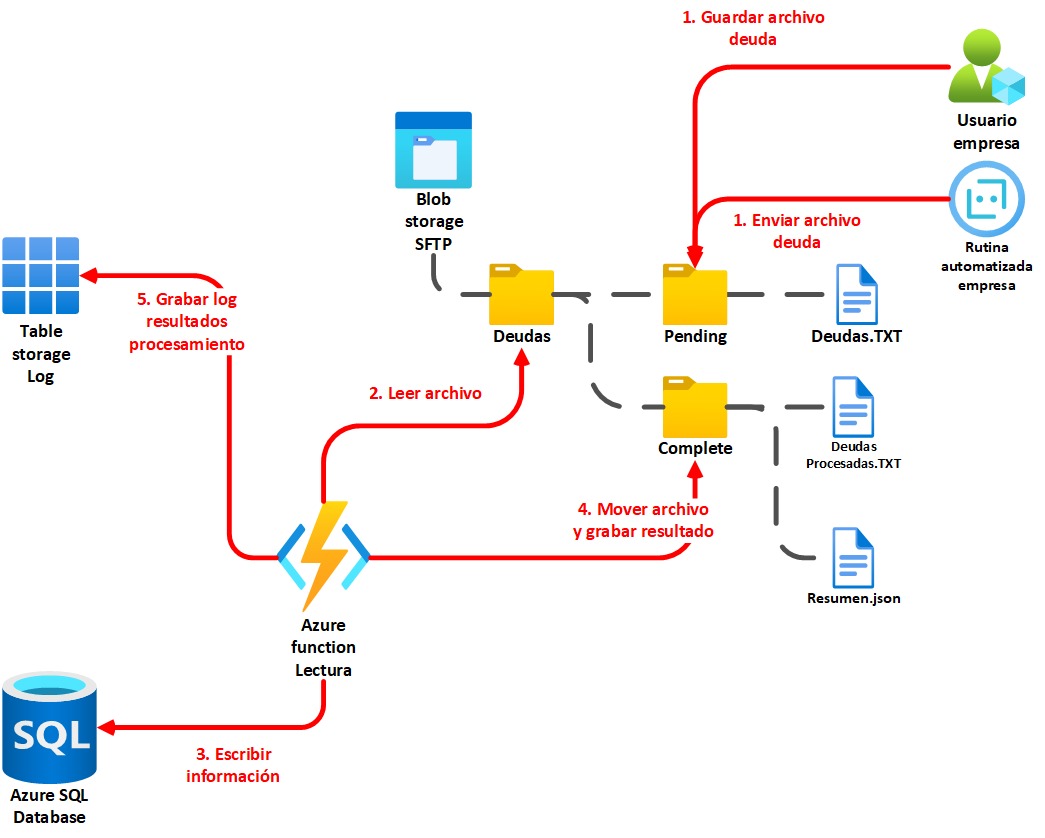 1. Guardar archivo
deuda
Usuario
empresa
1. Enviar archivo
deuda
Rutina
automatizada
empresa
Blob
storage
SFTP
Deudas
Pending
Deudas.TXT
Table
storage
Log
5. Grabar log
resultados
procesamiento
2. Leer archivo
Complete
Deudas
Procesadas.TXT
4. Mover archivo
y grabar resultado
Resumen.json
Azure
function
Lectura
SQL
Azure SQL
Database
3. Escribir
información